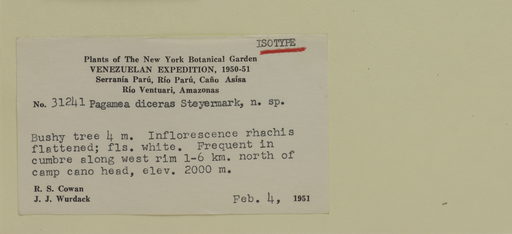 ISOTYPE
Plants of The New York Botanical Garden
VENEZUELAN EXPEDITION, 1950-51
Serranía Parú, Río Parú, Caño Asisa
Río Ventuari, Amazonas
No. 31241 Pagamea diceras Steyermark, n. sp.
Bushy tree 4 m. Inflorescence rhachis
flattened; fls. white. Frequent in
cumbre along west rim 1-6 km. north of
camp cano head, elev. 2000 m.
R. S. Cowan
J. J. Wurdack
Feb. 4, 1951